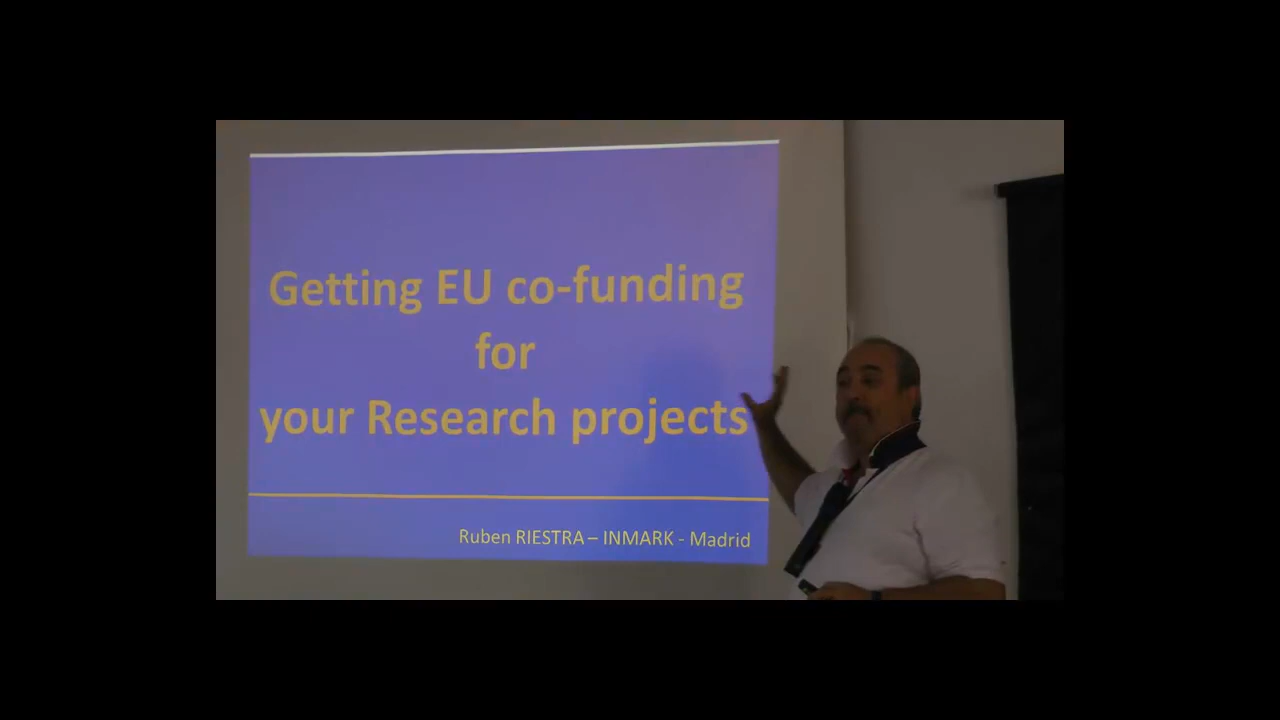 Getting EU co-funding
for
your Research projects
Ruben RIESTRA – INMARK - Madrid